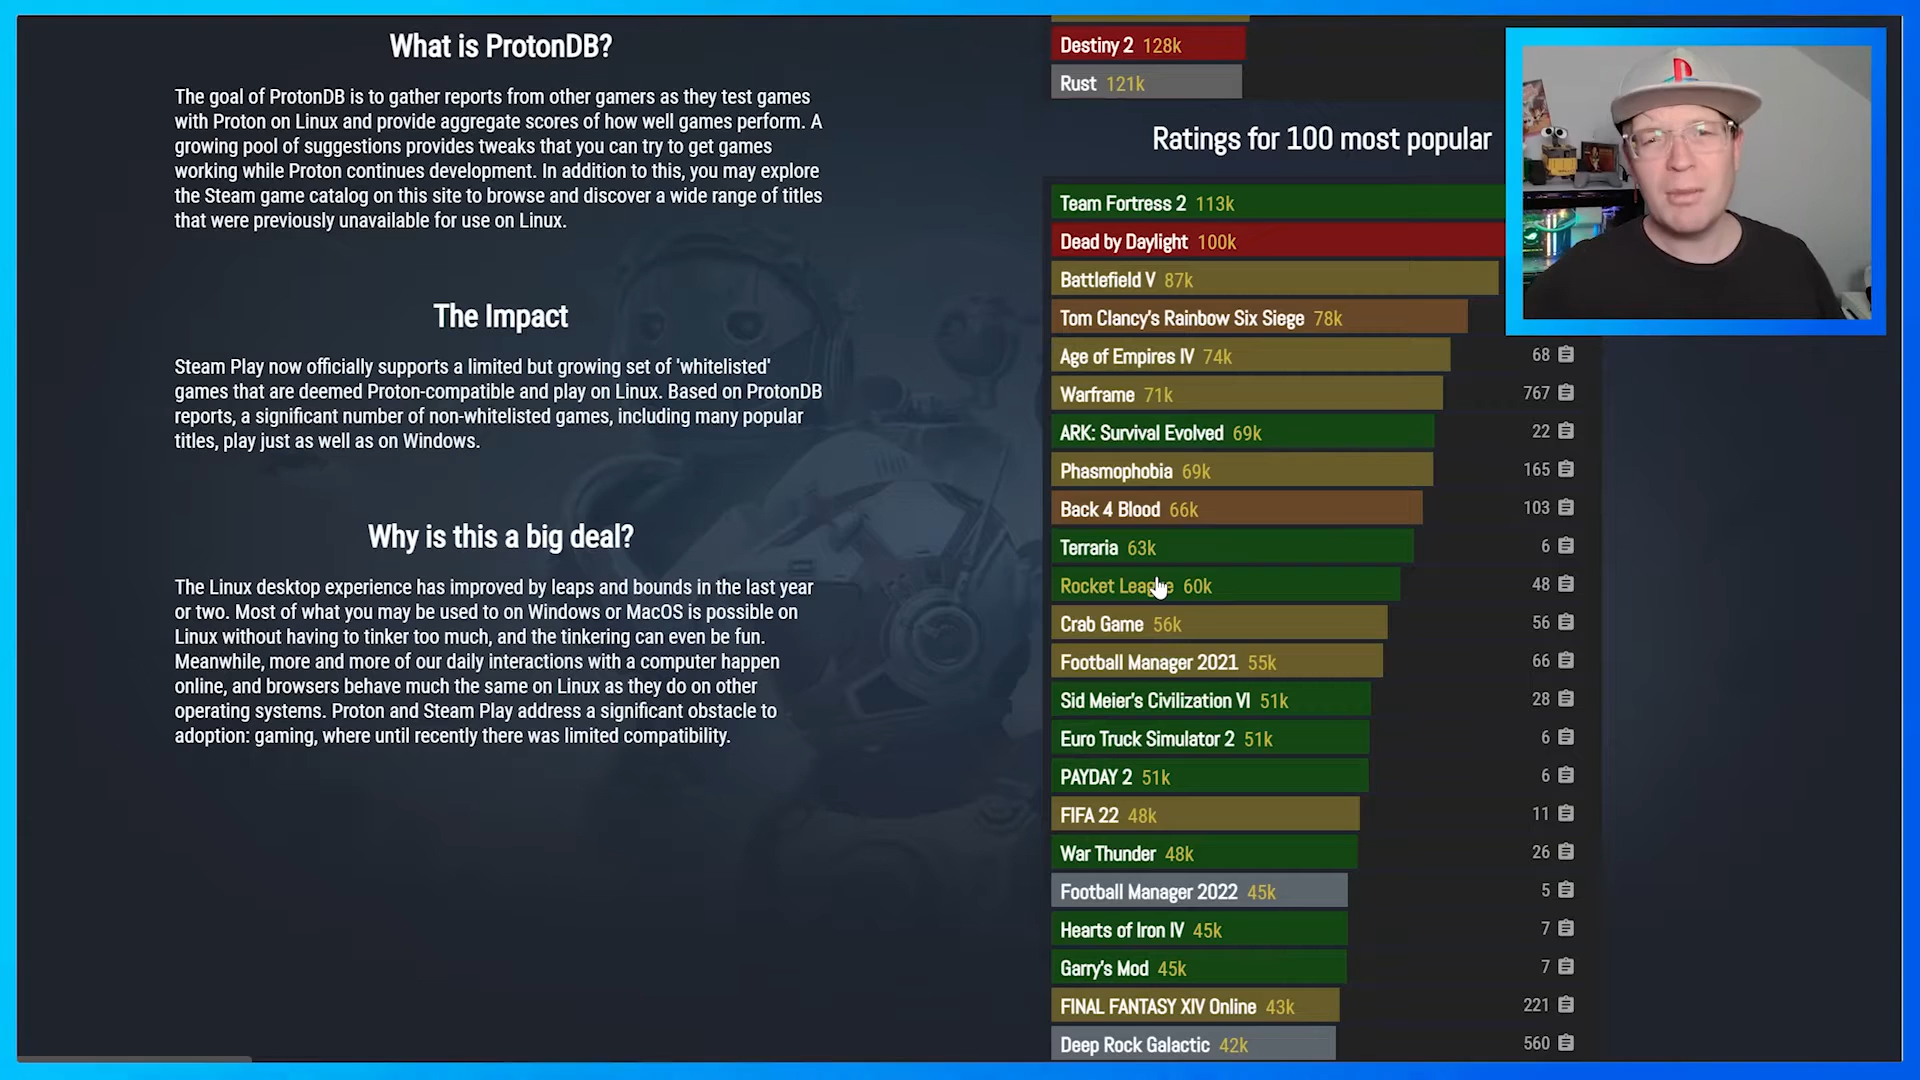 What is ProtonDB?
The goal of ProtonDB is to gather reports from other gamers as they test games
with Proton on Linux and provide aggregate scores of how well games perform. A
growing pool of suggestions provides tweaks that you can try to get games
working while Proton continues development. In addition to this, you may explore
the Steam game catalog on this site to browse and discover a wide range of titles
that were previously unavailable for use on Linux.
The Impact
Steam Play now officially supports a limited but growing set of 'whitelisted'
games that are deemed Proton-compatible and play on Linux. Based on ProtonDB
reports, a significant number of non-whitelisted games, including many popular
titles, play just as well as on Windows.
Why is this a big deal?
The Linux desktop experience has improved by leaps and bounds in the last year
or two. Most of what you may be used to on Windows or MacOS is possible on
Linux without having to tinker too much, and the tinkering can even be fun.
Meanwhile, more and more of our daily interactions with a computer happen
online, and browsers behave much the same on Linux as they do on other
operating systems. Proton and Steam Play address a significant obstacle to
adoption: gaming, where until recently there was limited compatibility.
Destiny 2 128k
Rust 121k
Ratings for 100 most popular
Team Fortress 2 113k
Dead by Daylight 100k
Battlefield V 87k
Tom Clancy's Rainbow Six Siege 78k
Age of Empires IV 74k 68
Warframe 71k 767
ARK: Survival Evolved 69k 22
Phasmophobia 69k 165
Back 4 Blood 66k 103
Terraria 63k 6
Rocket League 60k 48
Crab Game 56k 56
Football Manager 2021 55k 66
Sid Meier's Civilization VI 51k 28
Euro Truck Simulator 2 51k 6
PAYDAY 2 51k 6
FIFA 22 48k 11
War Thunder 48k 26
Football Manager 2022 45k 5
Hearts of Iron IV 45k 7
Garry's Mod 45k 7
FINAL FANTASY XIV Online 43k 221
Deep Rock Galactic 42k 560